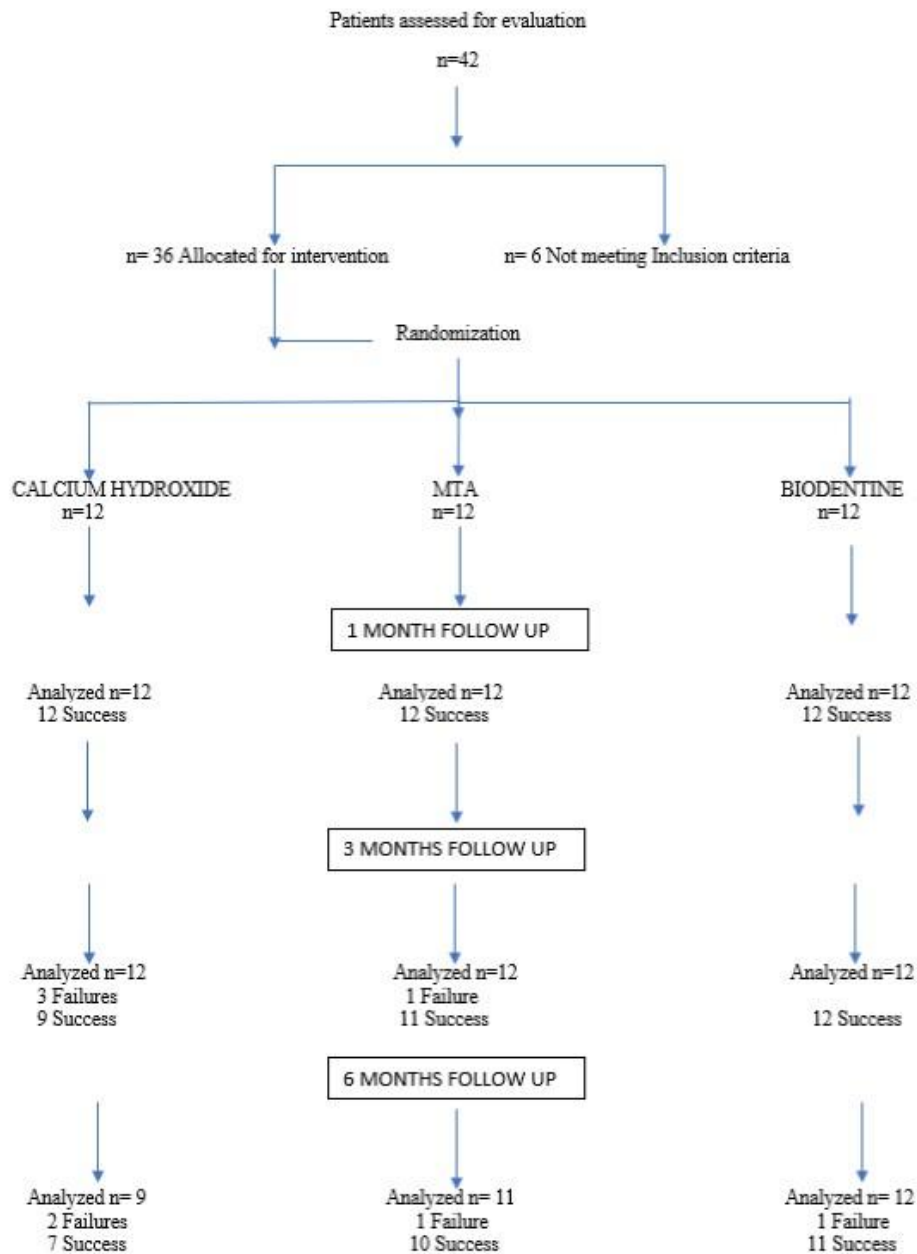 Patients assessed for evaluation
n=42
n= 36 Allocated for intervention
n= 6 Not meeting Inclusion criteria
Randomization
CALCIUM HYDROXIDE
n=12
MTA
n=12
BIODENTINE
n=12
1 MONTH FOLLOW UP
Analyzed n=12
12 Success
Analyzed n=12
12 Success
Analyzed n=12
12 Success
3 MONTHS FOLLOW UP
Analyzed n=12
3 Failures
9 Success
Analyzed n=12
1 Failure
11 Success
Analyzed n=12
12 Success
6 MONTHS FOLLOW UP
Analyzed n= 9
2 Failures
7 Success
Analyzed n= 11
1 Failure
10 Success
Analyzed n= 12
1 Failure
11 Success